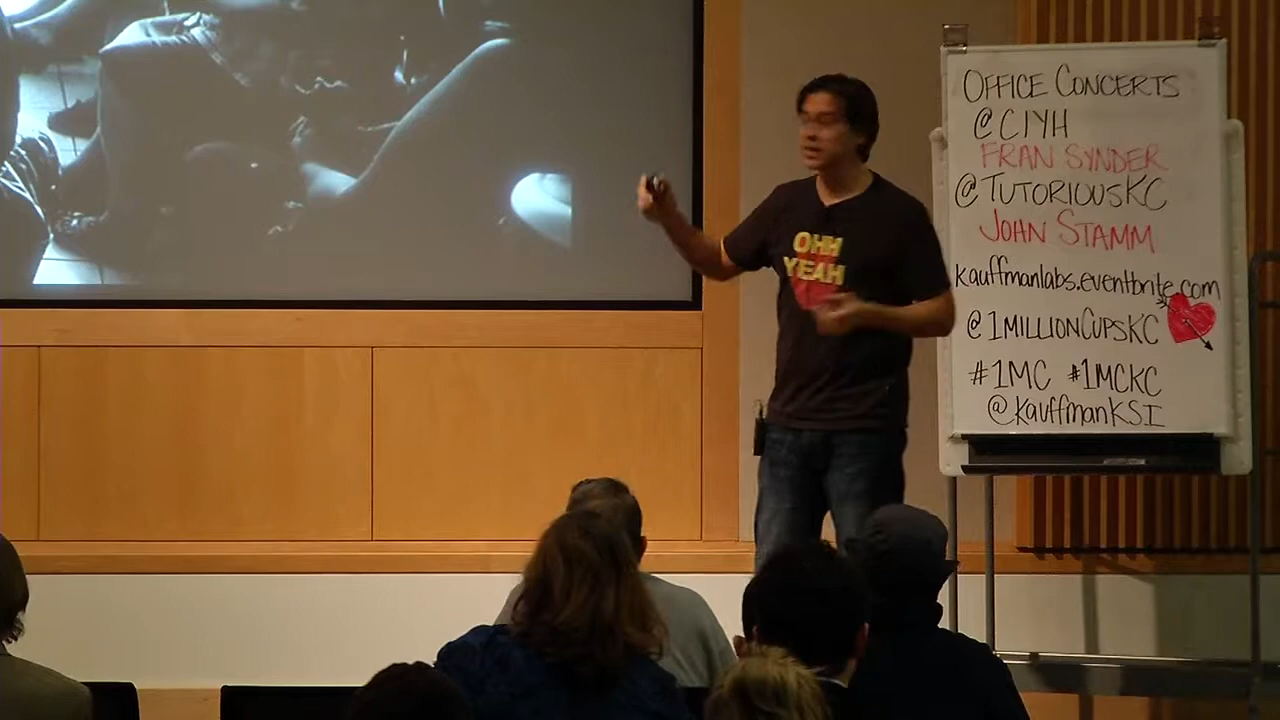 OHH
YEAH
OFFICE CONCERTS
@CIYH
FRAN SYNDER
@TUTORIOUSKC
JOHN STAMM
kauffmanlabs.eventbrite.com
@1MILLIONCUPSKC
#1MC #1MCKC
@KauffmanKSI